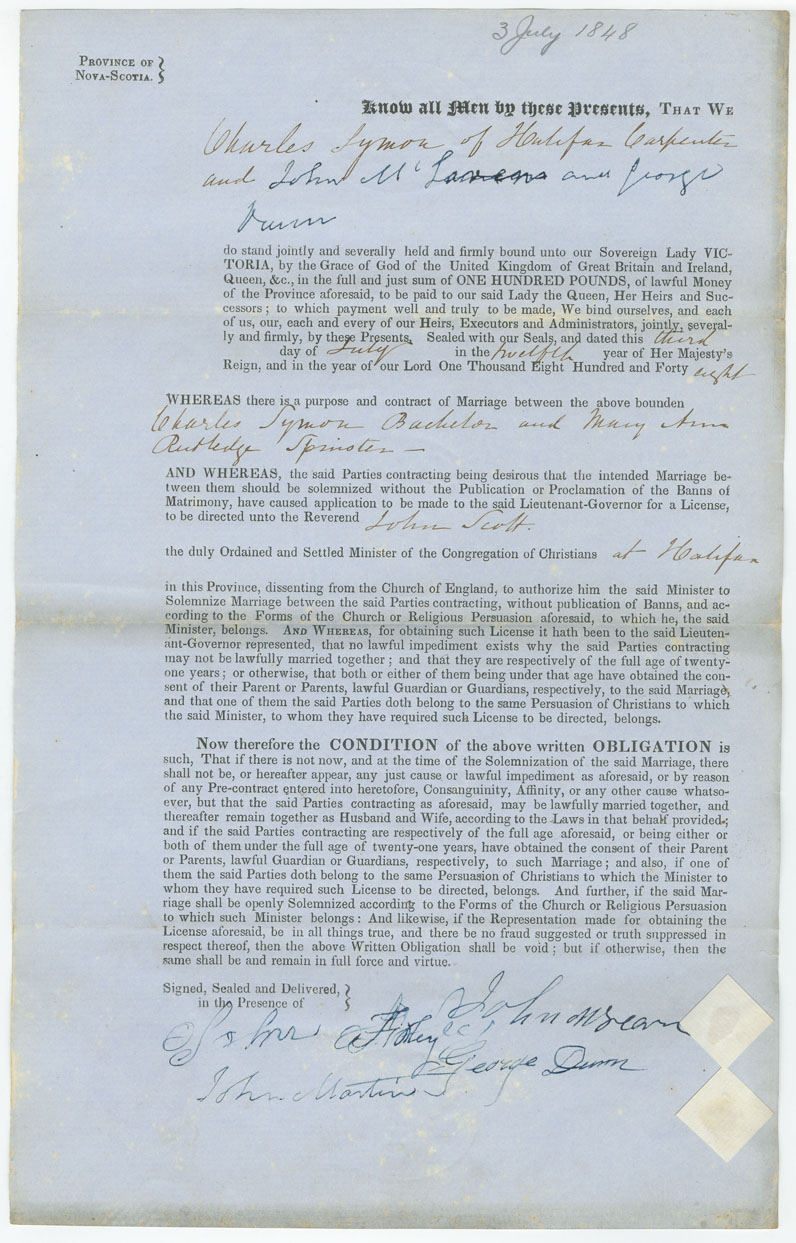 3 July 1848
PROVINCE OF
NOVA-SCOTIA.
Know all Men by these Presents, THAT WE
Charles Symon of Halifax Carpenter
and John Mc and George
Dunn
do stand jointly and severally held and firmly bound unto our Sovereign Lady VIC-
TORIA, by the Grace of God of the United Kingdom of Great Britain and Ireland,
Queen, &c., in the full and just sum of ONE HUNDRED POUNDS, of lawful Money
of the Province aforesaid, to be paid to our said Lady the Queen, Her Heirs and Suc-
cessors; to which payment well and truly to be made, We bind ourselves, and each
of us, our, each and every of our Heirs, Executors and Administrators, jointly, several-
ly and firmly, by these Presents. Sealed with our Seals, and dated this third
day of July in the twelfth year of Her Majesty's
Reign, and in the year of our Lord One Thousand Eight Hundred and Forty eight
WHEREAS there is a purpose and contract of Marriage between the above bounden
Charles Symon Bachelor and Mary Ann
Rutledge Spinster —
AND WHEREAS, the said Parties contracting being desirous that the intended Marriage be-
tween them should be solemnized without the Publication or Proclamation of the Banns of
Matrimony, have caused application to be made to the said Lieutenant-Governor for a License,
to be directed unto the Reverend John Scott.
the duly Ordained and Settled Minister of the Congregation of Christians at Halifax
in this Province, dissenting from the Church of England, to authorize him the said Minister to
Solemnize Marriage between the said Parties contracting, without publication of Banns, and ac-
cording to the Forms of the Church or Religious Persuasion aforesaid, to which he, the said
Minister, belongs. AND WHEREAS, for obtaining such License it hath been to the said Lieuten-
ant-Governor represented, that no lawful impediment exists why the said Parties contracting
may not be lawfully married together; and that they are respectively of the full age of twenty-
one years; or otherwise, that both or either of them being under that age have obtained the con-
sent of their Parent or Parents, lawful Guardian or Guardians, respectively, to the said Marriage,
and that one of them the said Parties doth belong to the same Persuasion of Christians to which
the said Minister, to whom they have required such License to be directed, belongs.
Now therefore the CONDITION of the above written OBLIGATION is
such, That if there is not now, and at the time of the Solemnization of the said Marriage, there
shall not be, or hereafter appear, any just cause or lawful impediment as aforesaid, or by reason
of any Pre-contract entered into heretofore, Consanguinity, Affinity, or any other cause whatso-
ever, but that the said Parties contracting as aforesaid, may be lawfully married together, and
thereafter remain together as Husband and Wife, according to the Laws in that behalf provided;
and if the said Parties contracting are respectively of the full age aforesaid, or being either or
both of them under the full age of twenty-one years, have obtained the consent of their Parent
or Parents, lawful Guardian or Guardians, respectively, to such Marriage; and also, if one of
them the said Parties doth belong to the same Persuasion of Christians to which the Minister to
whom they have required such License to be directed, belongs. And further, if the said Mar-
riage shall be openly Solemnized according to the Forms of the Church or Religious Persuasion
to which such Minister belongs: And likewise, if the Representation made for obtaining the
License aforesaid, be in all things true, and there be no fraud suggested or truth suppressed in
respect thereof, then the above Written Obligation shall be void; but if otherwise, then the
same shall be and remain in full force and virtue.
Signed, Sealed and Delivered,
in the Presence of
John
John
George Dunn
John Martin